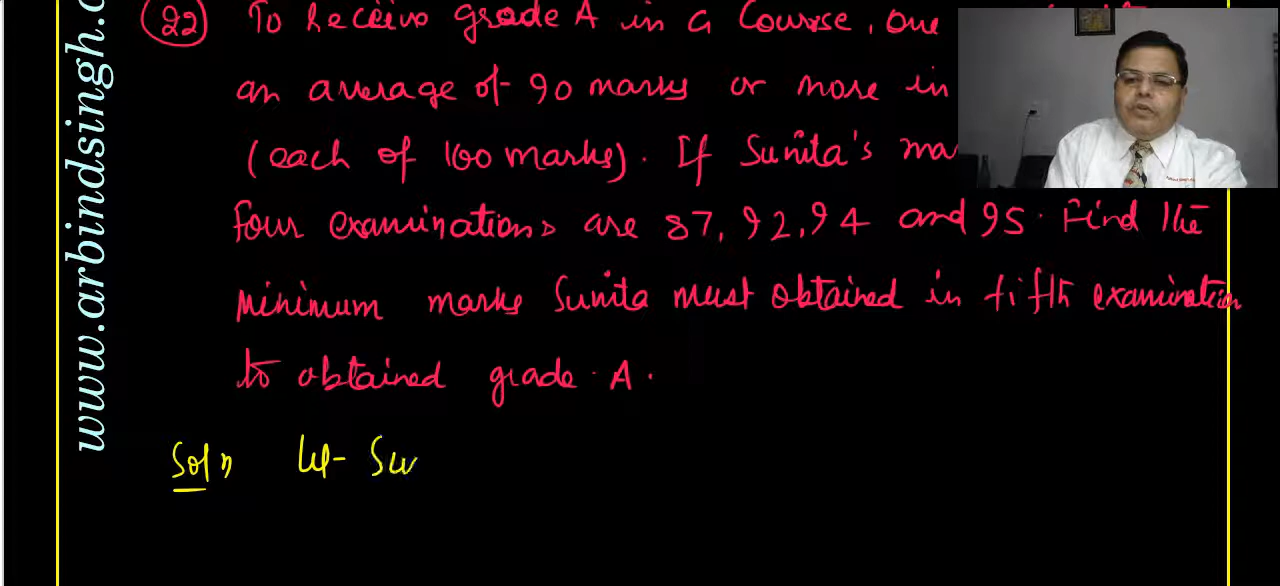 www.arbindsingh.c
(22) To Receive grade A in a Course, One
an average of 90 marks or more in
(each of 100 marks). If Sunita's ma
four examinations are 87, 92, 94 and 95. Find the
minimum marks Sunita must obtained in fifth examination
to obtained grade A.
Soln Let Su